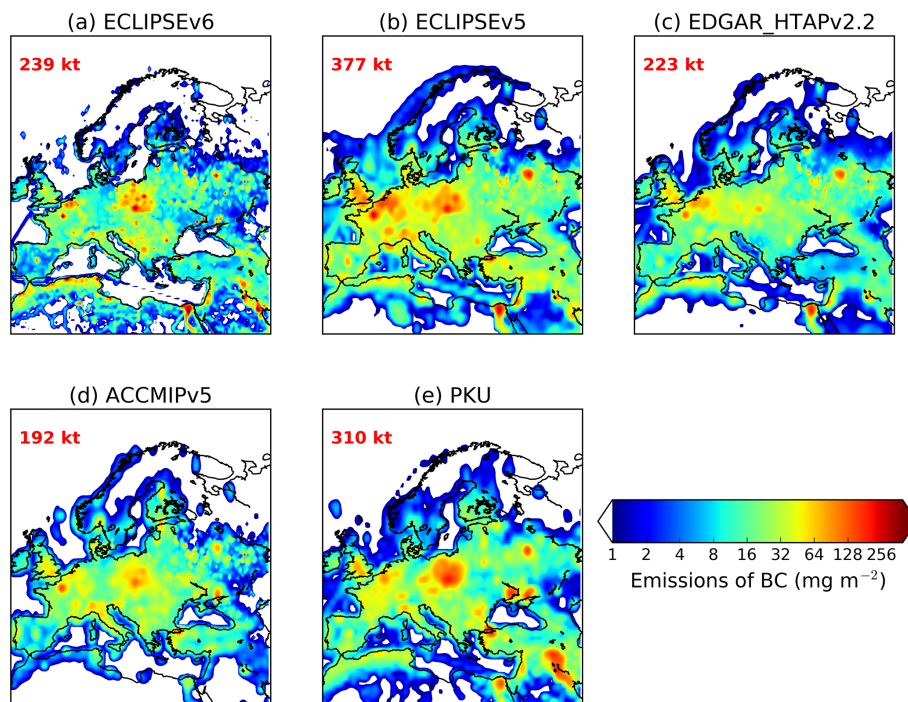 (a) ECLIPSEv6
(b) ECLIPSEv5
(c) EDGAR_HTAPv2.2
239 kt
377 kt
223 kt
(d) ACCMIPv5
(e) PKU
192 kt
310 kt
1 2 4 8 16 32 64 128 256
Emissions of BC (mg m⁻²)